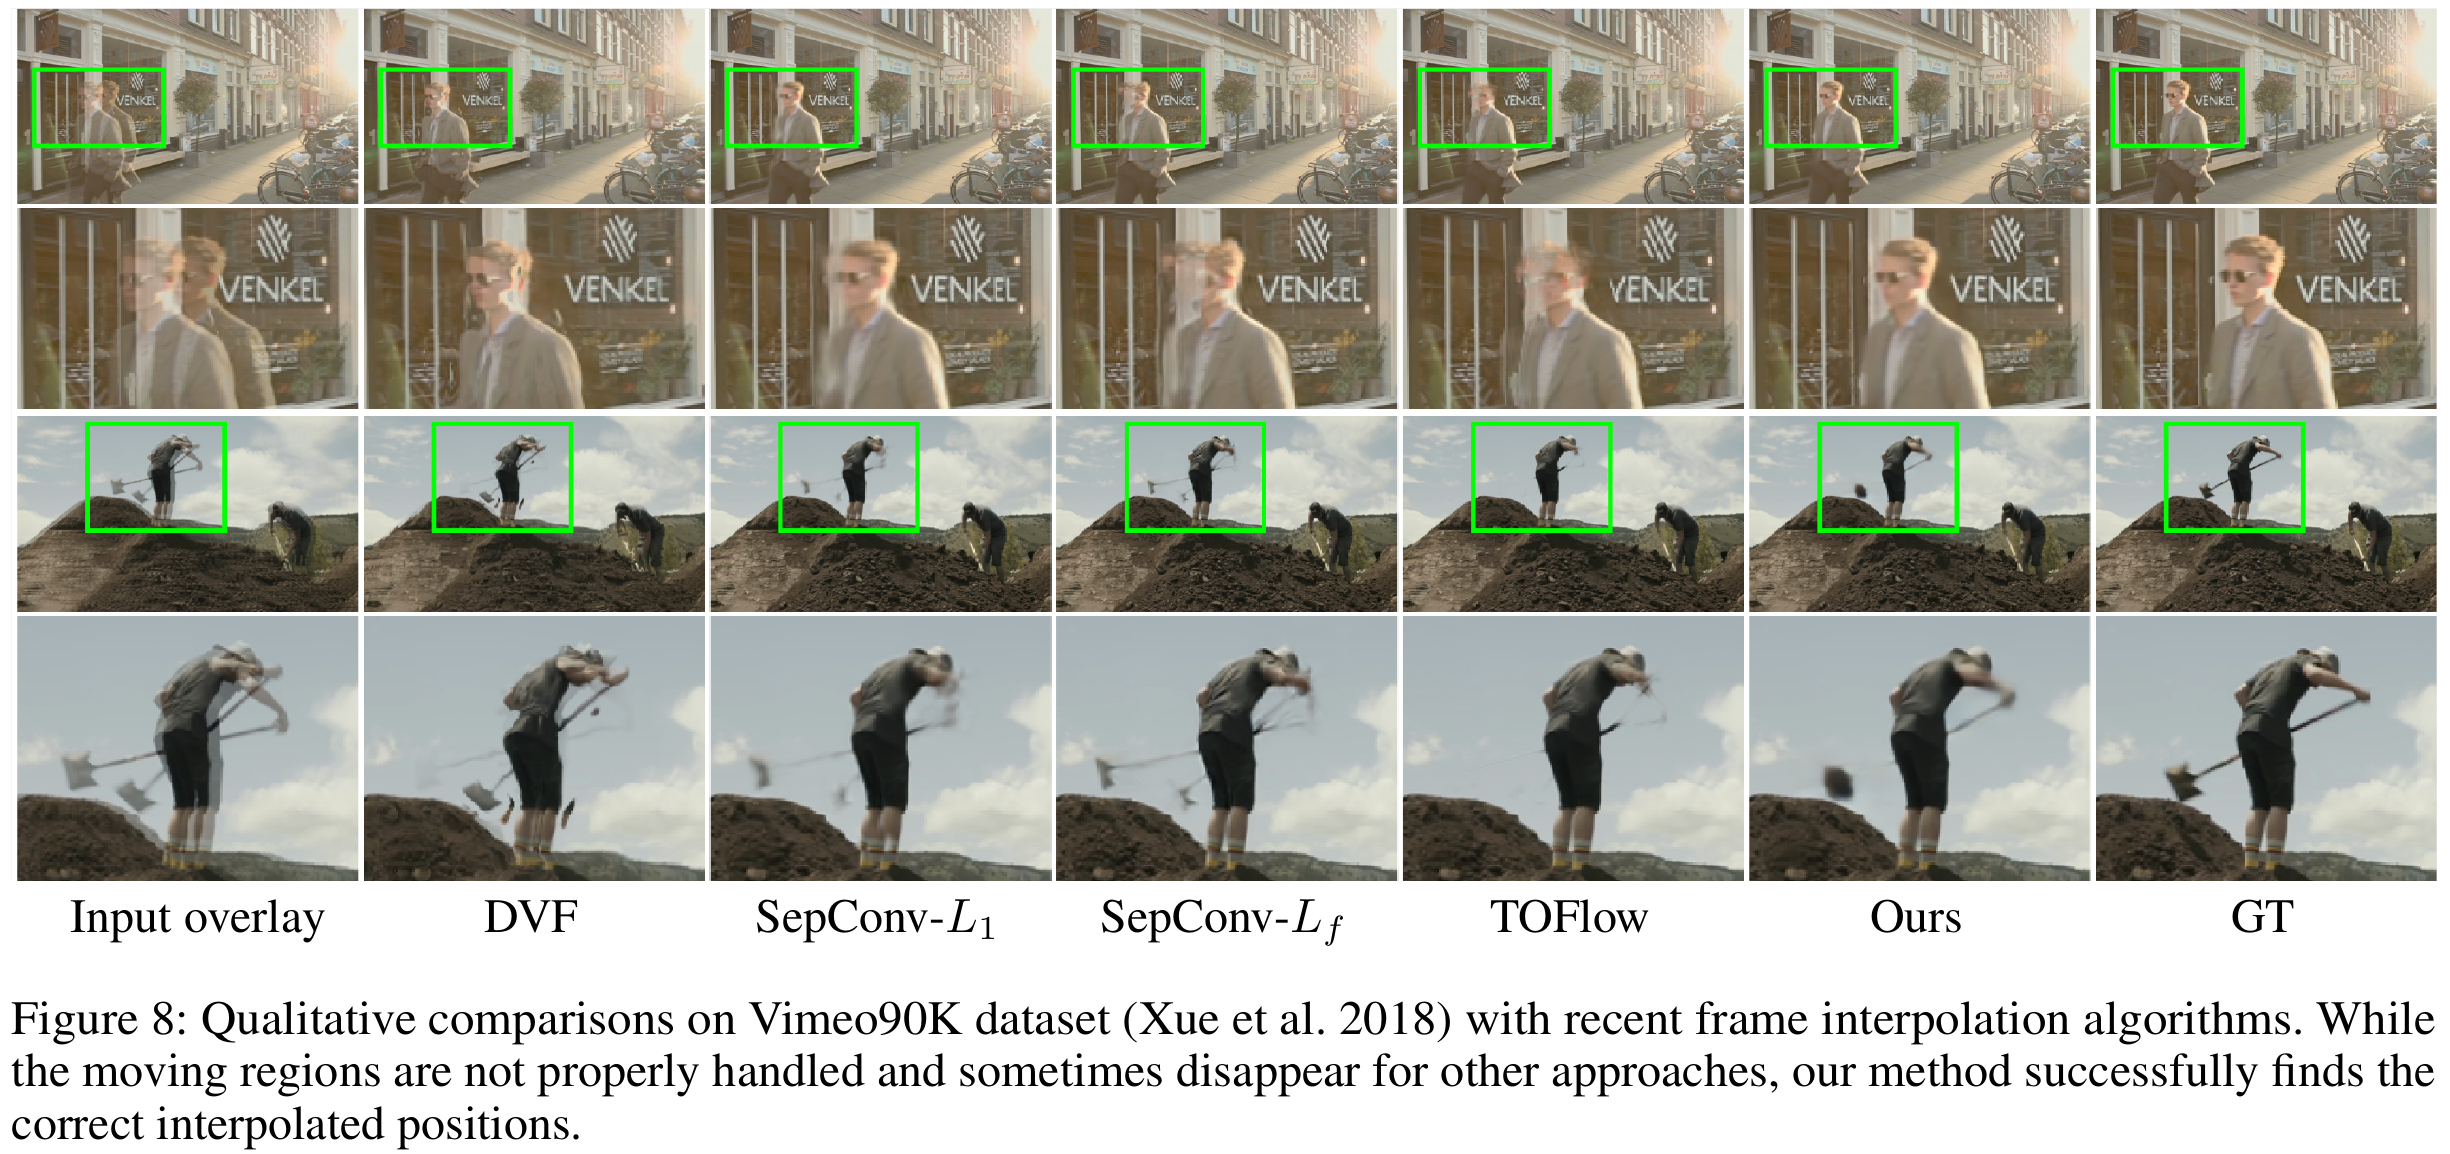 VENKEL VENKEL VENKEL VENKEL VENKEL VENKEL VENKEL
VENKEL VENKEL VENKEL VENKEL VENKEL VENKEL VENKEL
Input overlay DVF SepConv-L₁ SepConv-L_f TOFlow Ours GT
Figure 8: Qualitative comparisons on Vimeo90K dataset (Xue et al. 2018) with recent frame interpolation algorithms. While
the moving regions are not properly handled and sometimes disappear for other approaches, our method successfully finds the
correct interpolated positions.